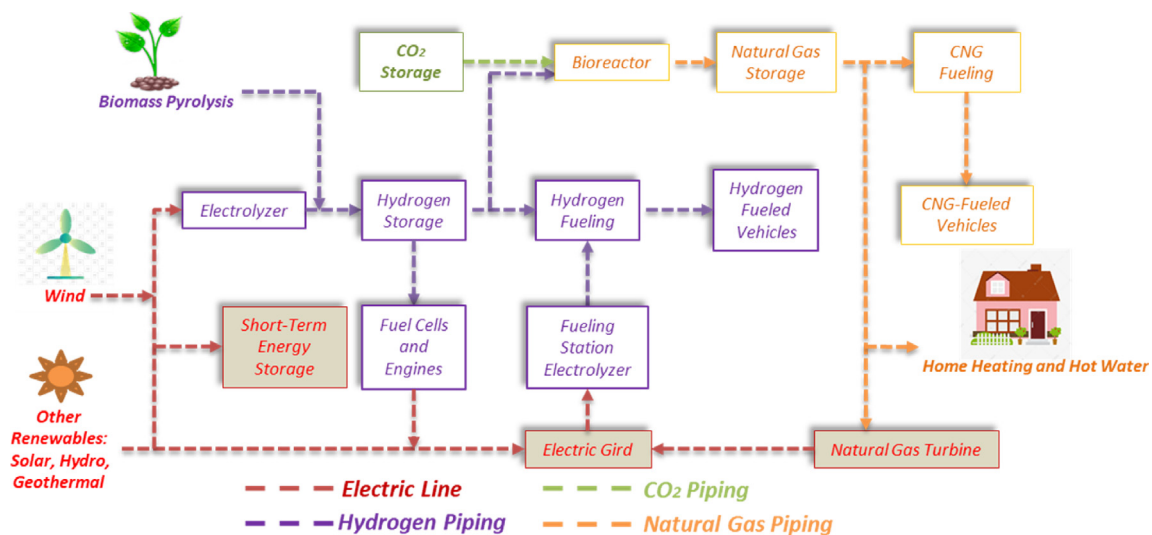 CO₂
Storage
Bioreactor
Natural Gas
Storage
CNG
Fueling
Biomass Pyrolysis
Electrolyzer
Hydrogen
Storage
Hydrogen
Fueling
Hydrogen
Fueled
Vehicles
CNG-Fueled
Vehicles
Wind
Short-Term
Energy
Storage
Fuel Cells
and
Engines
Fueling
Station
Electrolyzer
Home Heating and Hot Water
Other
Renewables:
Solar, Hydro,
Geothermal
Electric Gird
Natural Gas Turbine
Electric Line
CO₂ Piping
Hydrogen Piping
Natural Gas Piping